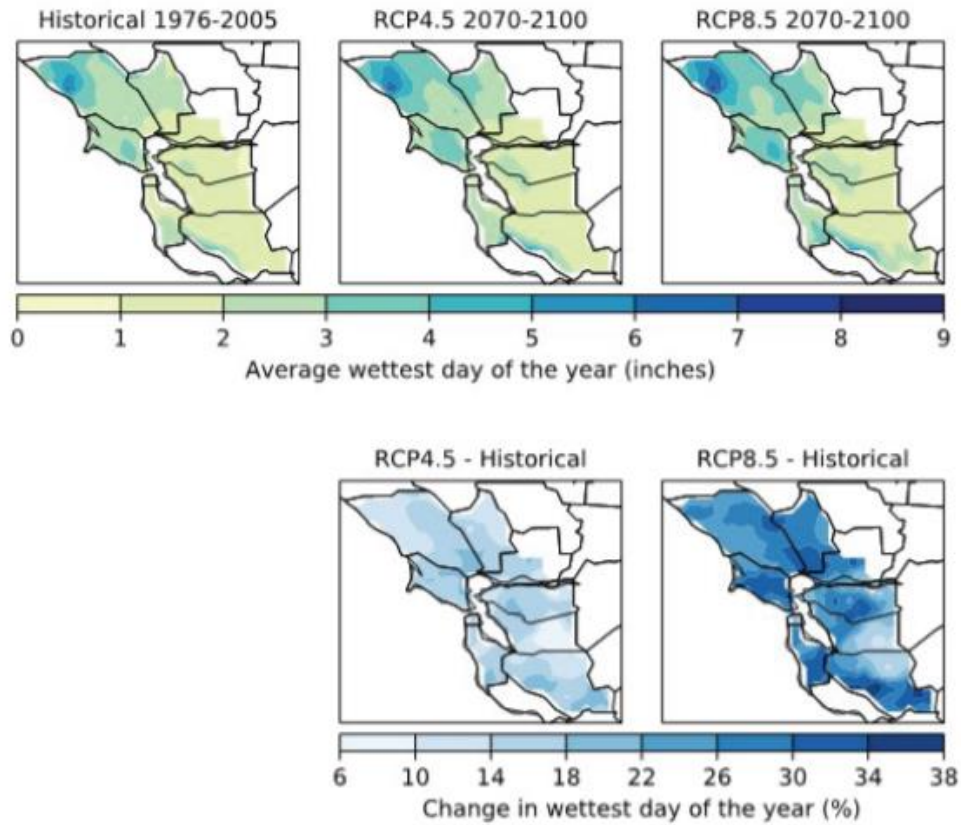 Historical 1976-2005 RCP4.5 2070-2100 RCP8.5 2070-2100
0 1 2 3 4 5 6 7 8 9
Average wettest day of the year (inches)
RCP4.5 - Historical RCP8.5 - Historical
6 10 14 18 22 26 30 34 38
Change in wettest day of the year (%)